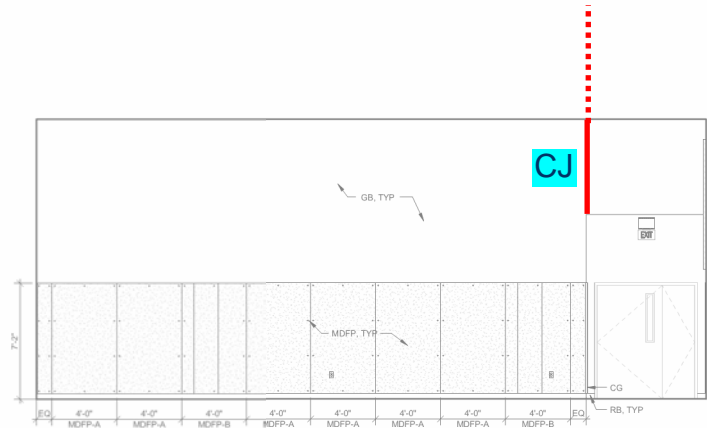 CJ
GB, TYP
EXIT
MDFP, TYP
7'-2"
CG
RB, TYP
EQ 4'-0" 4'-0" 4'-0" 4'-0" 4'-0" 4'-0" 4'-0" 4'-0" EQ
MDFP-A MDFP-A MDFP-B MDFP-A MDFP-A MDFP-A MDFP-A MDFP-B